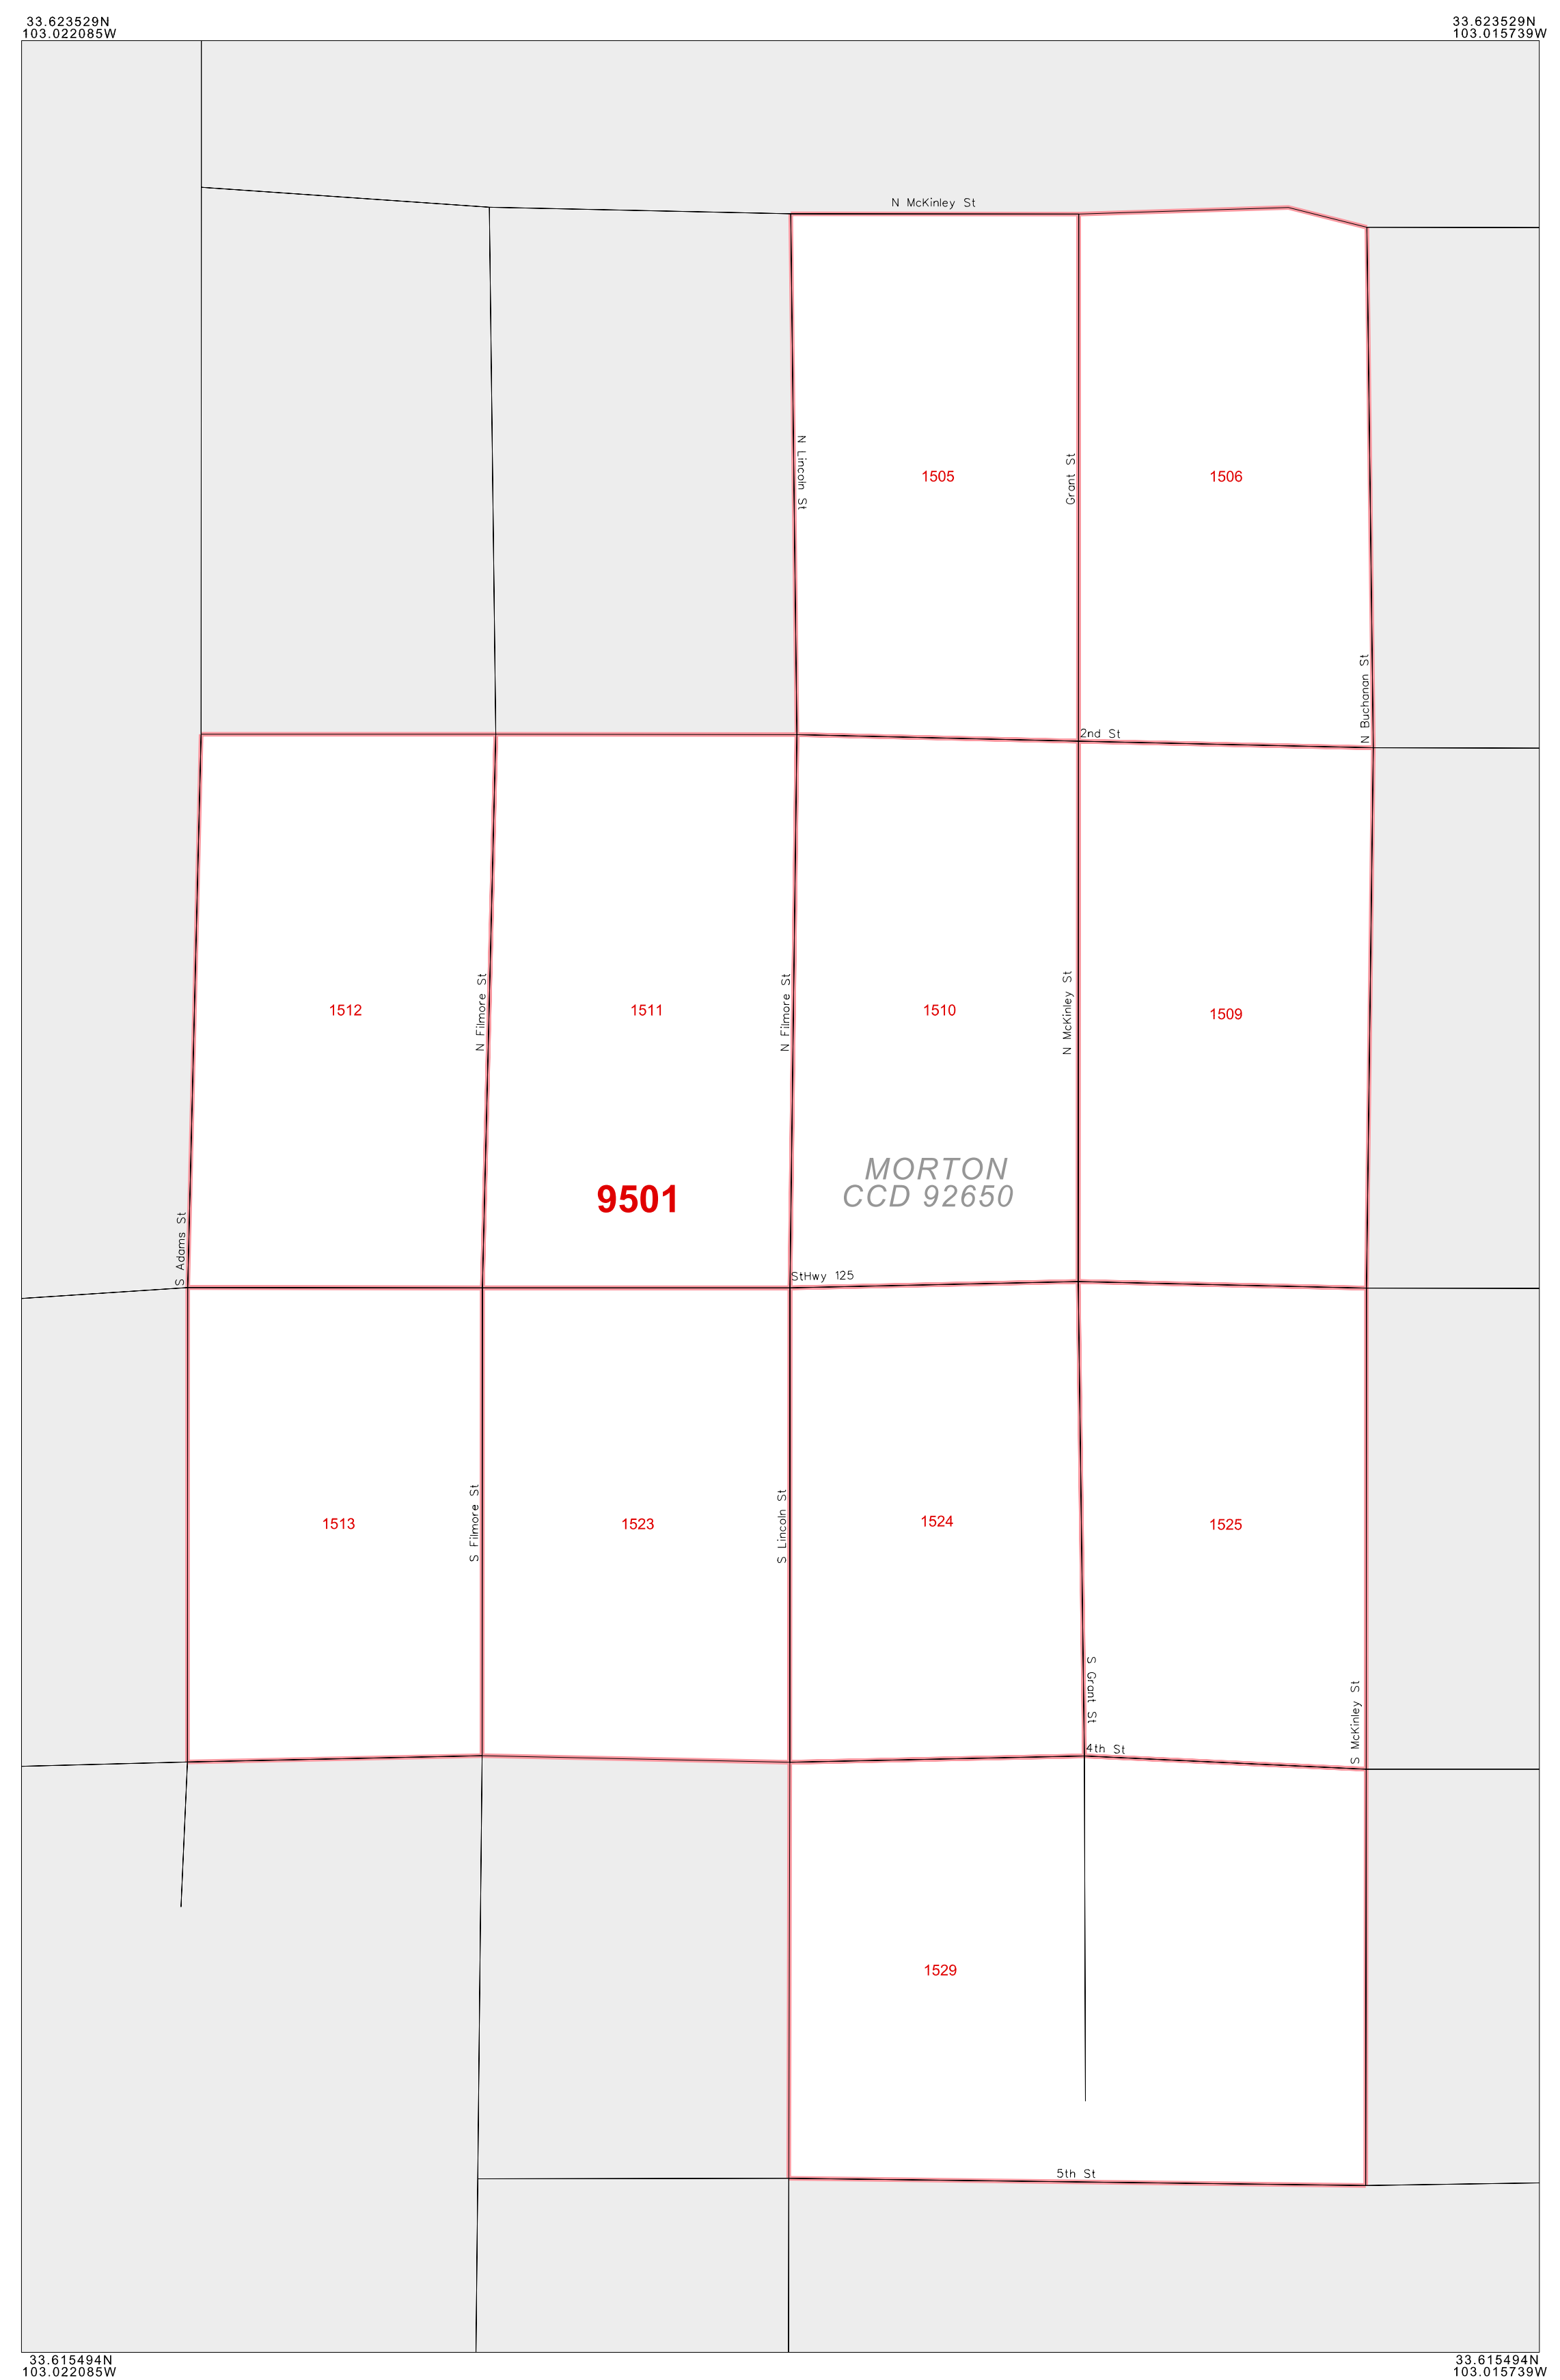 33.623529N
103.022085W
33.623529N
103.015739W
N McKinley St
N Lincoln St
1505
Grant St
1506
N Buchanan St
2nd St
1512
N Filmore St
1511
N Filmore St
1510
N McKinley St
1509
MORTON
CCD 92650
9501
S Adams St
StHwy 125
1513
S Filmore St
1523
S Lincoln St
1524
1525
S Grant St
S McKinley St
4th St
1529
5th St
33.615494N
103.022085W
33.615494N
103.015739W